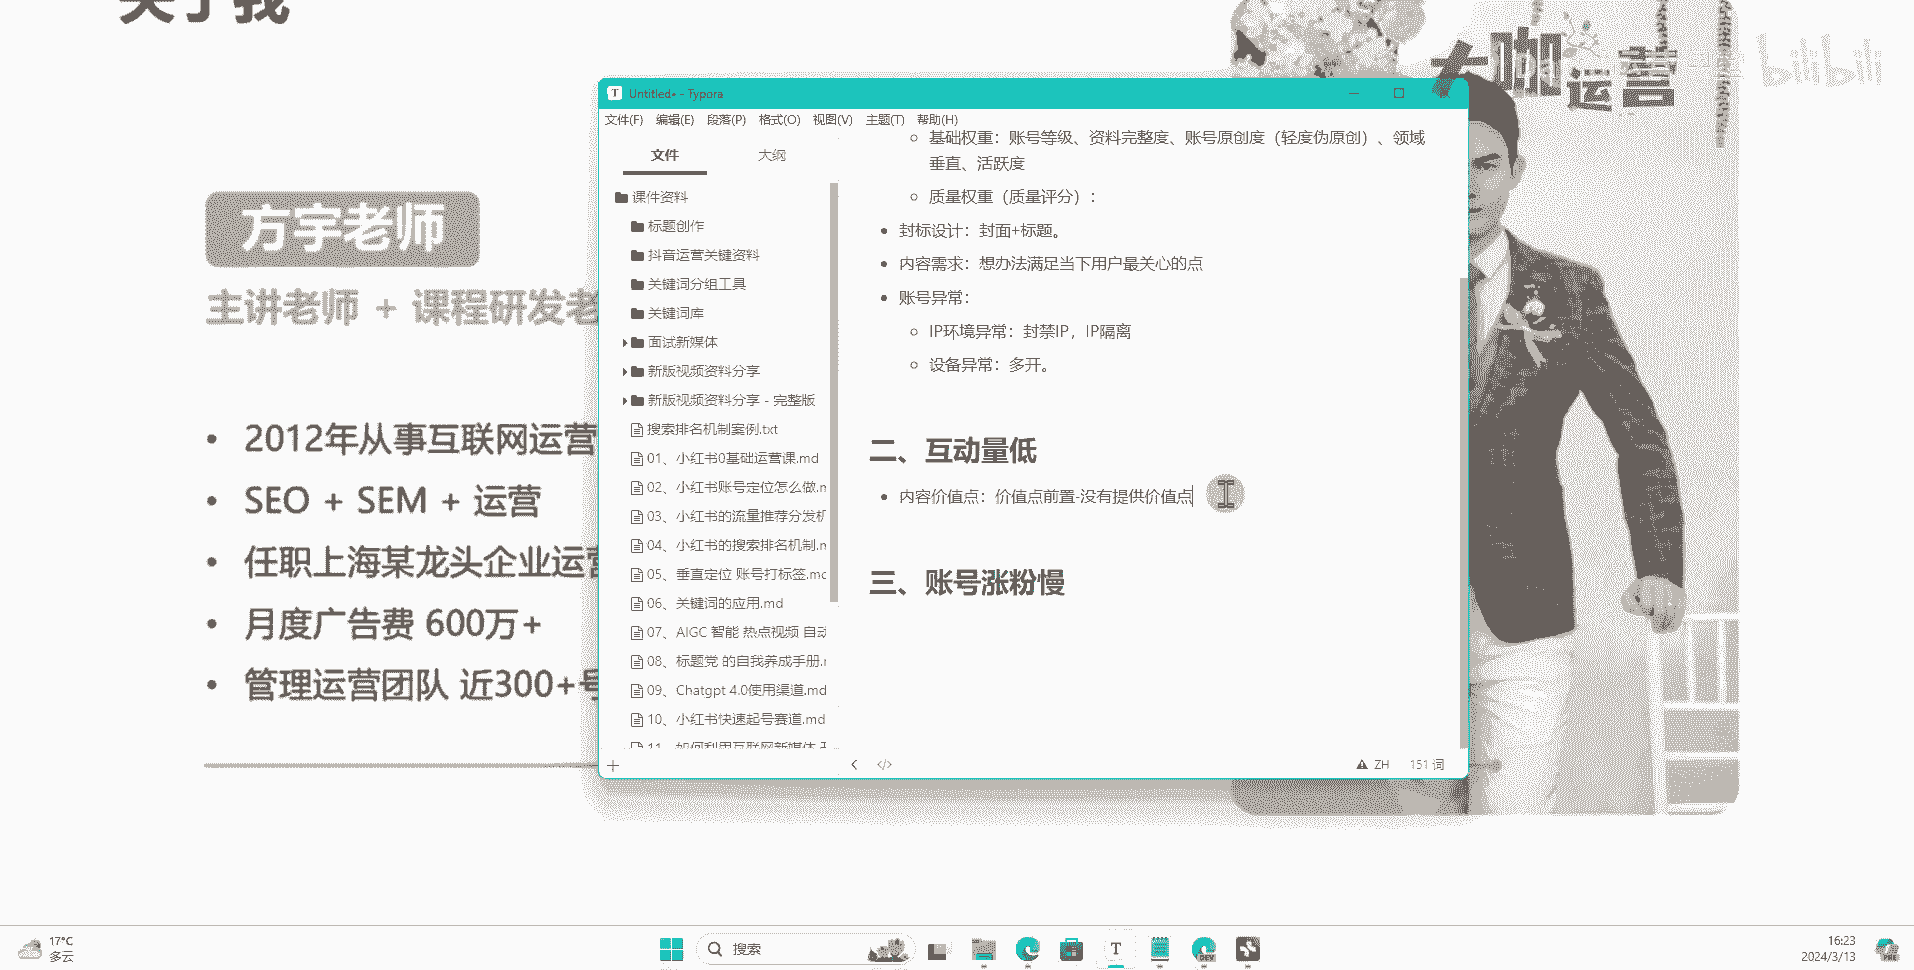 关于我
大咖运营
bilibili
方宇老师
主讲老师 + 课程研发老
2012年从事互联网运营
SEO + SEM + 运营
任职上海某龙头企业运营
月度广告费 600万+
管理运营团队 近300+号
Untitled• - Typora
文件(F) 编辑(E) 段落(P) 格式(O) 视图(V) 主题(T) 帮助(H)
文件 大纲
课件资料
标题创作
抖音运营关键资料
关键词分组工具
关键词库
面试新媒体
新版视频资料分享
新版视频资料分享 - 完整版
搜索排名机制案例.txt
01、小红书0基础运营课.md
02、小红书账号定位怎么做.m
03、小红书的流量推荐分发机
04、小红书的搜索排名机制.m
05、垂直定位 账号打标签.md
06、关键词的应用.md
07、AIGC 智能 热点视频 自动
08、标题党 的自我养成手册.m
09、Chatgpt 4.0使用渠道.md
10、小红书快速起号赛道.md
11、如何利用互联网新媒体
基础权重：账号等级、资料完整度、账号原创度（轻度伪原创）、领域
垂直、活跃度
质量权重（质量评分）：
封标设计：封面+标题。
内容需求：想办法满足当下用户最关心的点
账号异常：
IP环境异常：封禁IP，IP隔离
设备异常：多开。
二、互动量低
内容价值点：价值点前置-没有提供价值点
三、账号涨粉慢
ZH 151 词
17°C
多云
搜索
16:23
2024/3/13